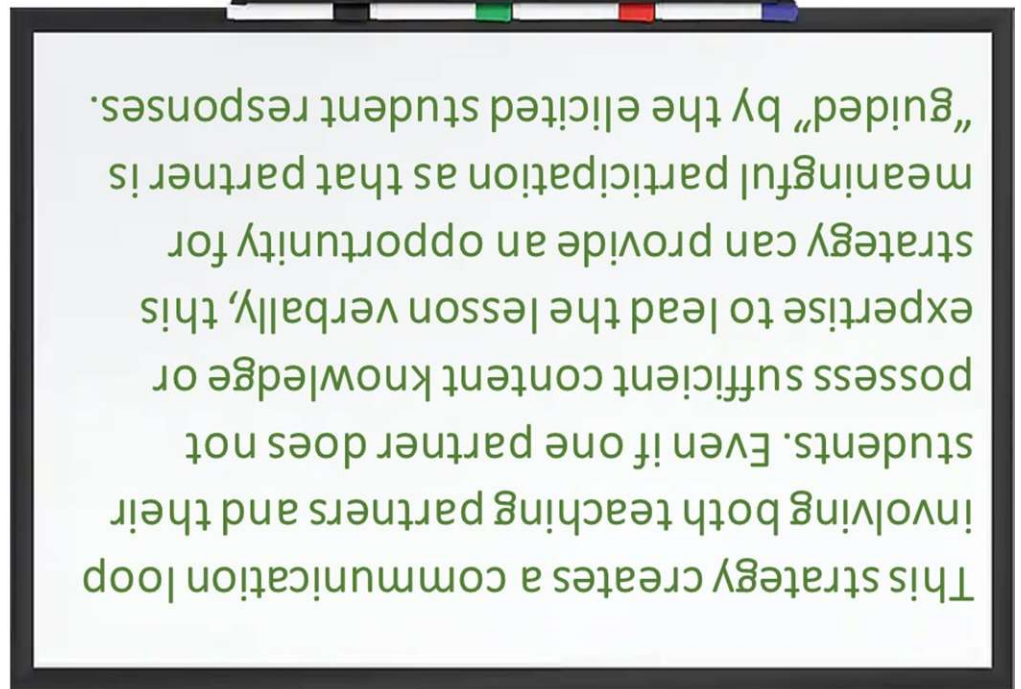 This strategy creates a communication loop
involving both teaching partners and their
students. Even if one partner does not
possess sufficient content knowledge or
expertise to lead the lesson verbally, this
strategy can provide an opportunity for
meaningful participation as that partner is
“guided” by the elicited student responses.